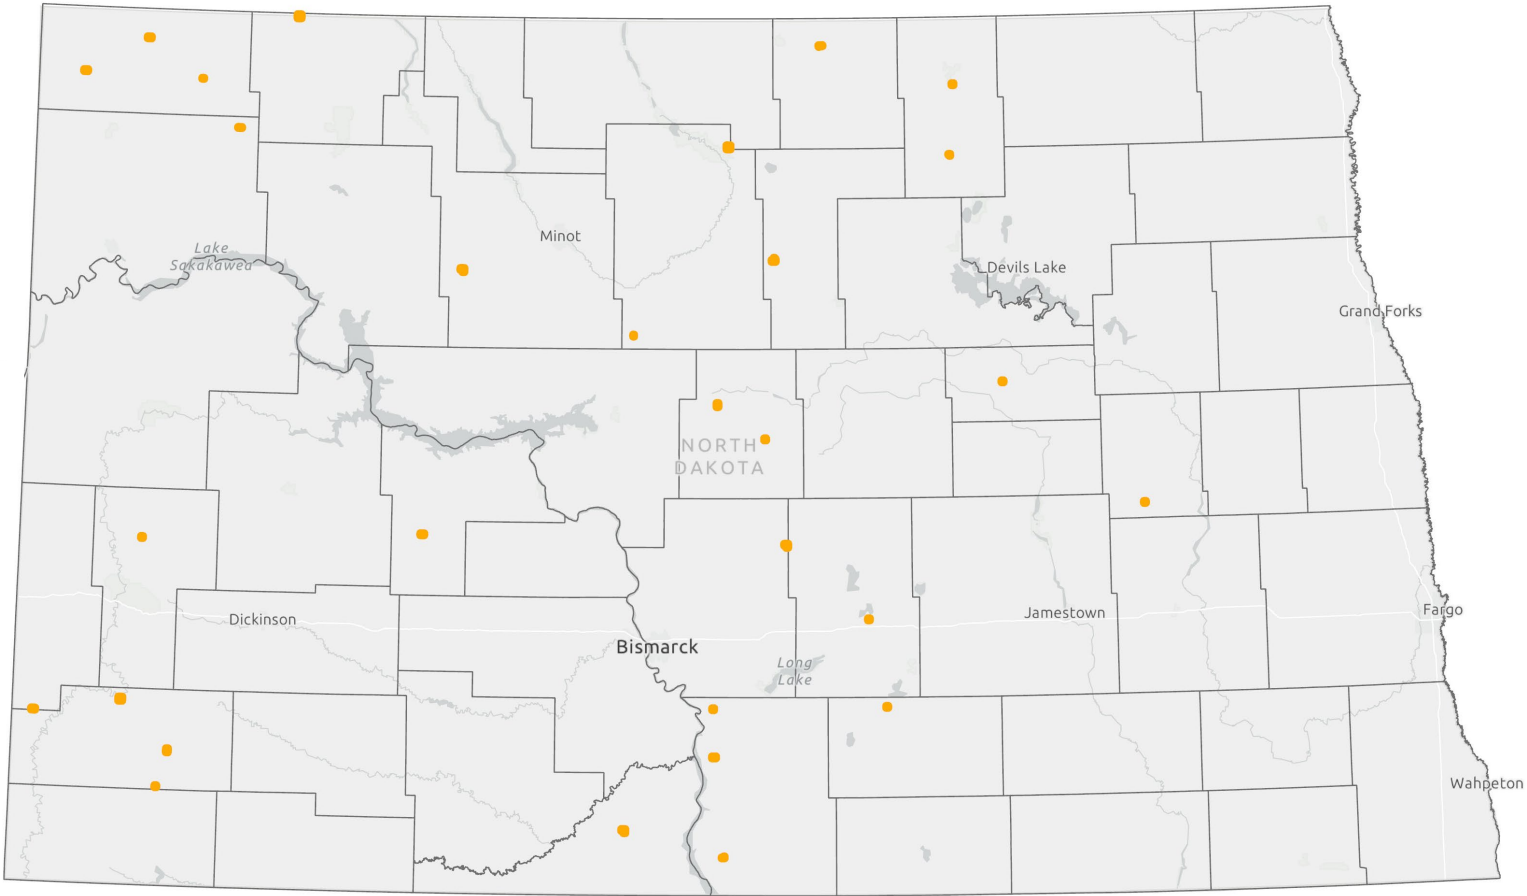 Minot
Lake
Sakakawea
Devils Lake
Grand Forks
NORTH
DAKOTA
Dickinson
Jamestown
Fargo
Bismarck
Long
Lake
Wahpeton